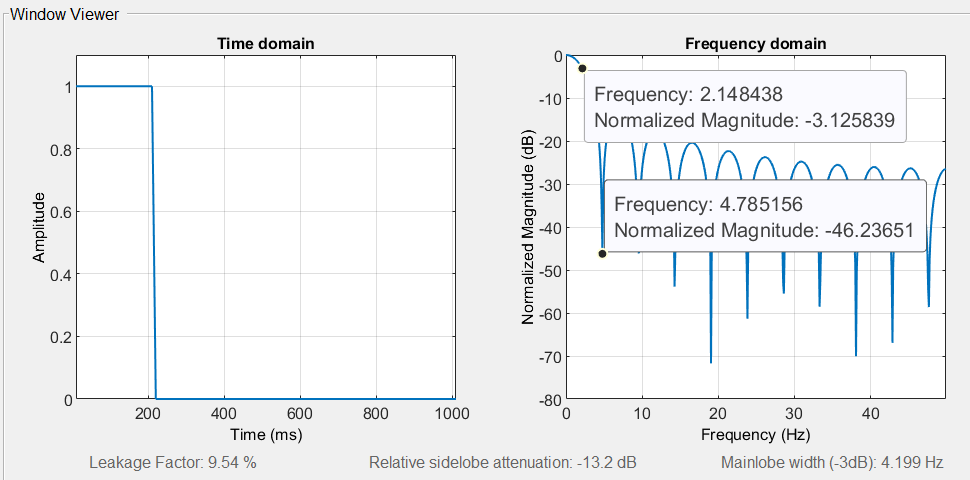 Window Viewer
Time domain
1
0.8
0.6
0.4
0.2
0
Amplitude
200
400
600
800
1000
Time (ms)
Frequency domain
0
-10
-20
-30
-40
-50
-60
-70
-80
Normalized Magnitude (dB)
Frequency: 2.148438
Normalized Magnitude: -3.125839
Frequency: 4.785156
Normalized Magnitude: -46.23651
0
10
20
30
40
Frequency (Hz)
Leakage Factor: 9.54 %
Relative sidelobe attenuation: -13.2 dB
Mainlobe width (-3dB): 4.199 Hz